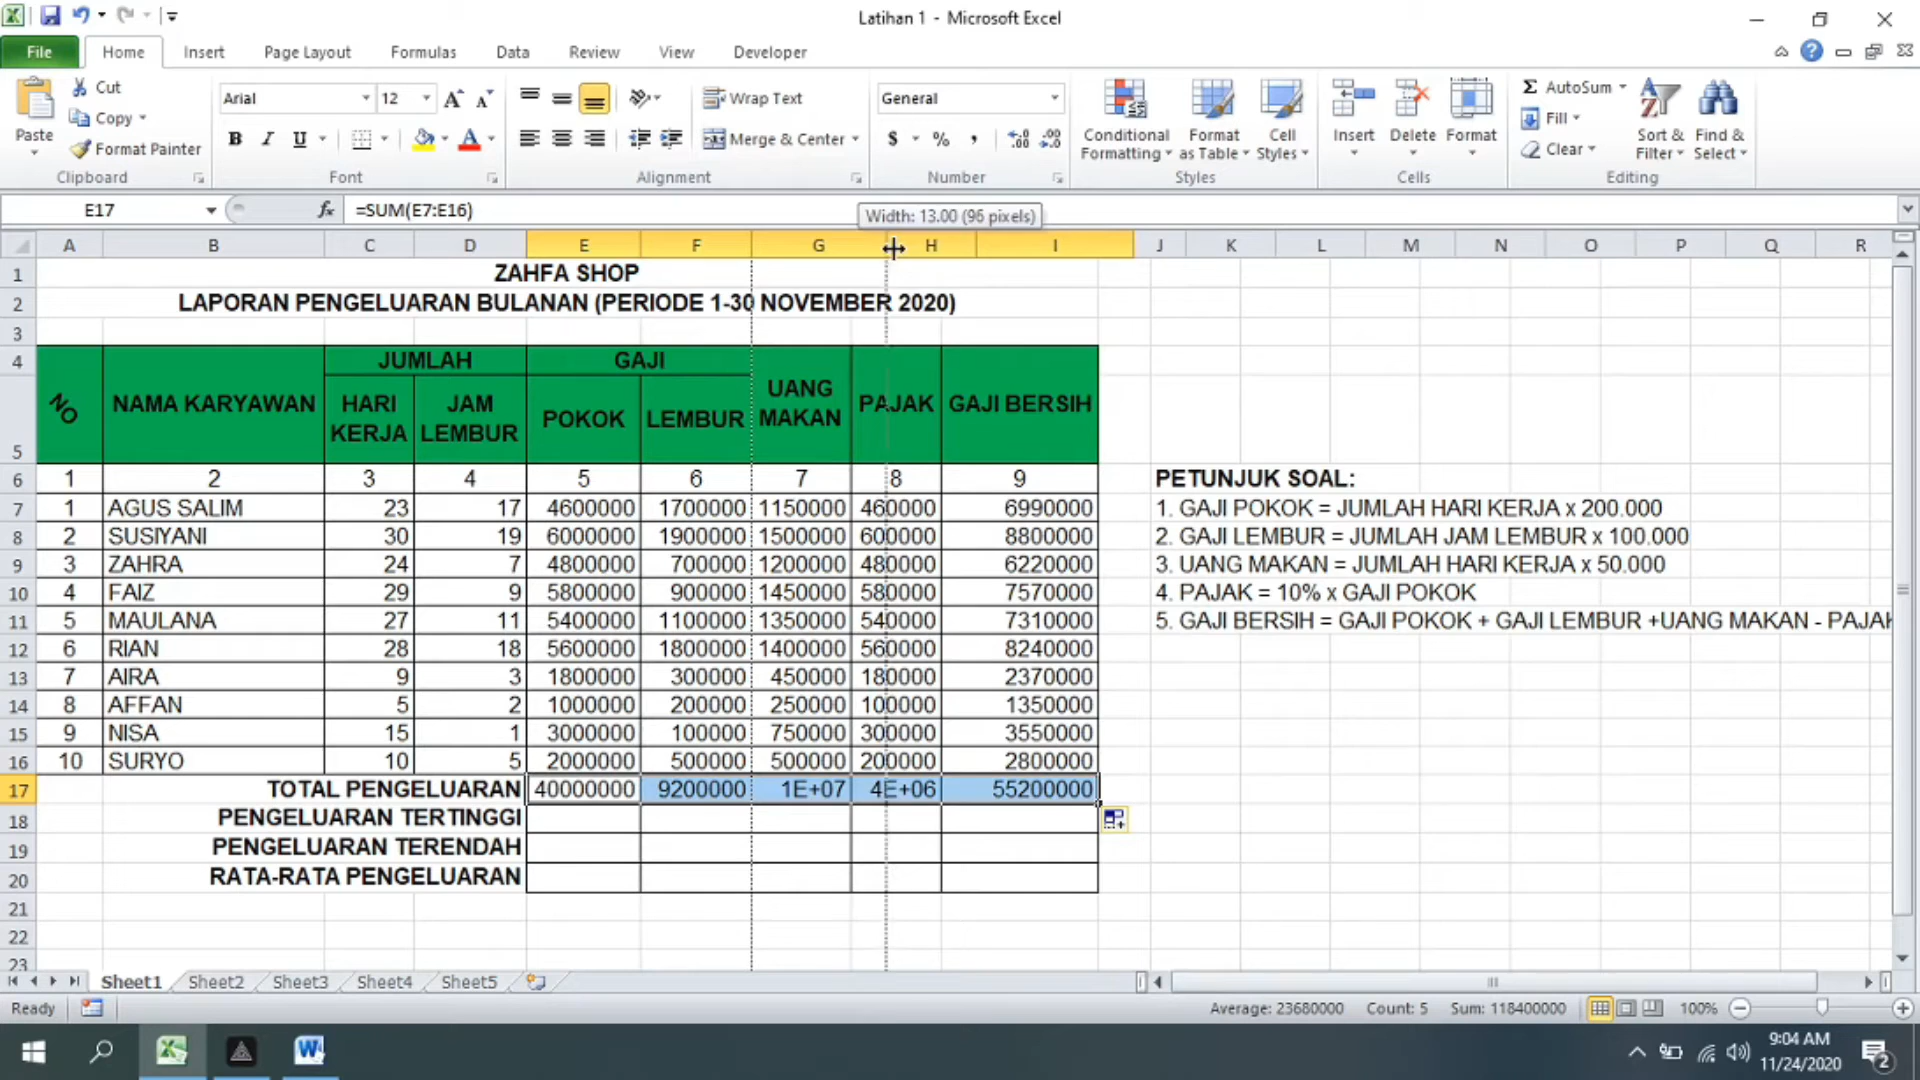 Latihan 1 - Microsoft Excel
File Home Insert Page Layout Formulas Data Review View Developer
Cut
Copy
Format Painter
Paste
Clipboard
Arial 12
B I U
Font
Wrap Text
Merge & Center
Alignment
General
$ % ,
Number
Conditional Formatting
Format as Table
Cell Styles
Styles
Insert Delete Format
Cells
AutoSum
Fill
Clear
Sort & Filter
Find & Select
Editing
E17 fx =SUM(E7:E16)
Width: 13.00 (96 pixels)
A B C D E F G H I J K L M N O P Q R
1 ZAHFA SHOP
2 LAPORAN PENGELUARAN BULANAN (PERIODE 1-30 NOVEMBER 2020)
3
4 NO NAMA KARYAWAN JUMLAH GAJI UANG MAKAN PAJAK GAJI BERSIH
5 HARI KERJA JAM LEMBUR POKOK LEMBUR
6 1 2 3 4 5 6 7 8 9 PETUNJUK SOAL:
7 1 AGUS SALIM 23 17 4600000 1700000 1150000 460000 6990000 1. GAJI POKOK = JUMLAH HARI KERJA x 200.000
8 2 SUSIYANI 30 19 6000000 1900000 1500000 600000 8800000 2. GAJI LEMBUR = JUMLAH JAM LEMBUR x 100.000
9 3 ZAHRA 24 7 4800000 700000 1200000 480000 6220000 3. UANG MAKAN = JUMLAH HARI KERJA x 50.000
10 4 FAIZ 29 9 5800000 900000 1450000 580000 7570000 4. PAJAK = 10% x GAJI POKOK
11 5 MAULANA 27 11 5400000 1100000 1350000 540000 7310000 5. GAJI BERSIH = GAJI POKOK + GAJI LEMBUR +UANG MAKAN - PAJAK
12 6 RIAN 28 18 5600000 1800000 1400000 560000 8240000
13 7 AIRA 9 3 1800000 300000 450000 180000 2370000
14 8 AFFAN 5 2 1000000 200000 250000 100000 1350000
15 9 NISA 15 1 3000000 100000 750000 300000 3550000
16 10 SURYO 10 5 2000000 500000 500000 200000 2800000
17 TOTAL PENGELUARAN 40000000 9200000 1E+07 4E+06 55200000
18 PENGELUARAN TERTINGGI
19 PENGELUARAN TERENDAH
20 RATA-RATA PENGELUARAN
21
22
23
Sheet1 Sheet2 Sheet3 Sheet4 Sheet5
Ready Average: 23680000 Count: 5 Sum: 118400000 100%
9:04 AM
11/24/2020
2